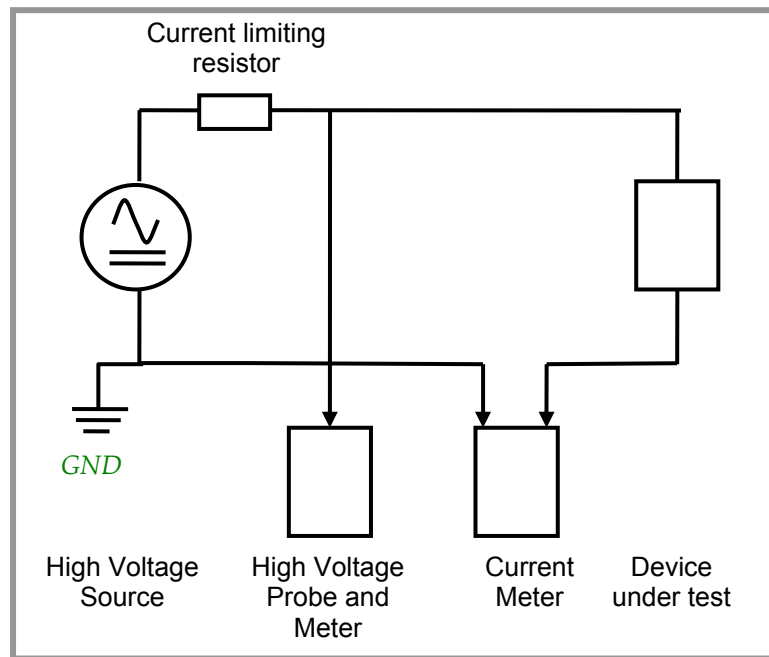 Current limiting
resistor
GND
High Voltage
Source
High Voltage
Probe and
Meter
Current
Meter
Device
under test